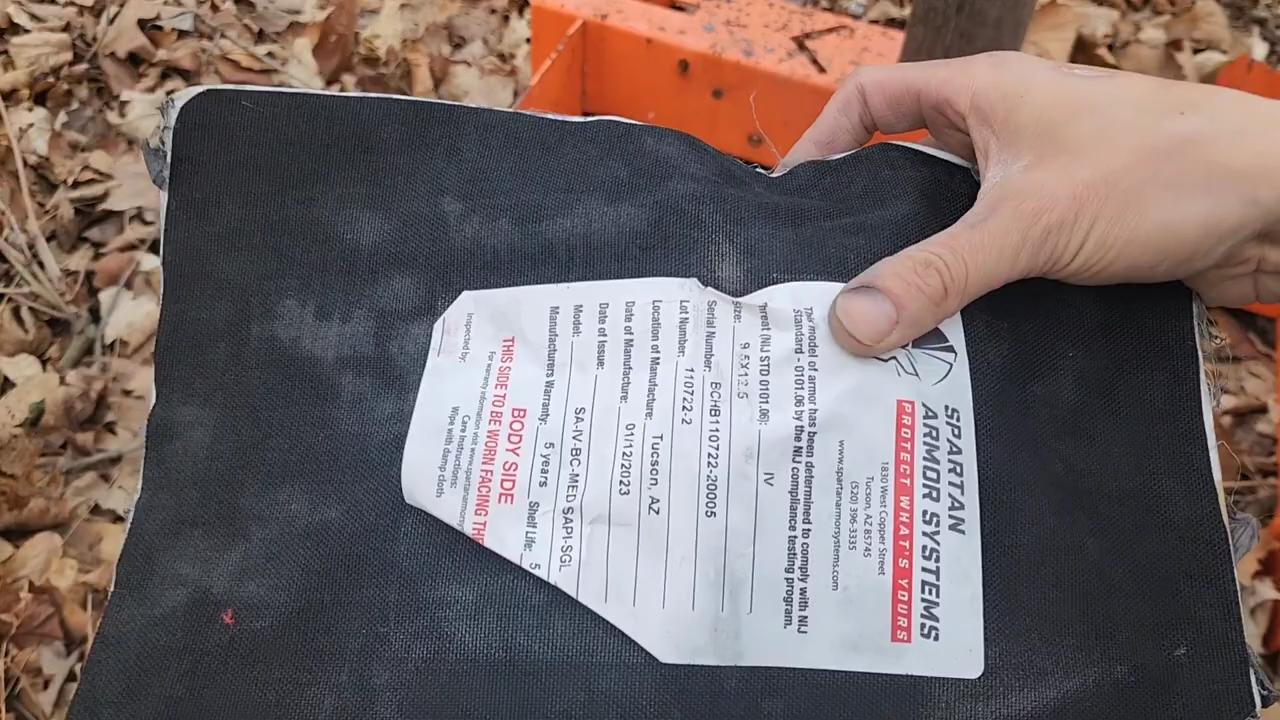 SPARTAN
ARMOR SYSTEMS
PROTECT WHAT'S YOURS
1830 West Copper Street
Tucson, AZ 85745
(520) 396-3335
www.spartanarmorsystems.com
This model of armor has been determined to comply with NIJ
Standard - 0101.06 by the NIJ compliance testing program.
Threat (NIJ STD 0101.06): IV
Size: 9.5X12.5
Serial Number: BCHB110722-20005
Lot Number: 110722-2
Location of Manufacture: Tucson, AZ
Date of Manufacture: 01/12/2023
Date of Issue:
Model: SA-IV-BC-MED SAPI-SGL
Manufacturers Warranty: 5 years Shelf Life: 5
BODY SIDE
THIS SIDE TO BE WORN FACING THE
For warranty information visit www.spartanarmorsy
Care Instructions:
Inspected by: Wipe with damp cloth